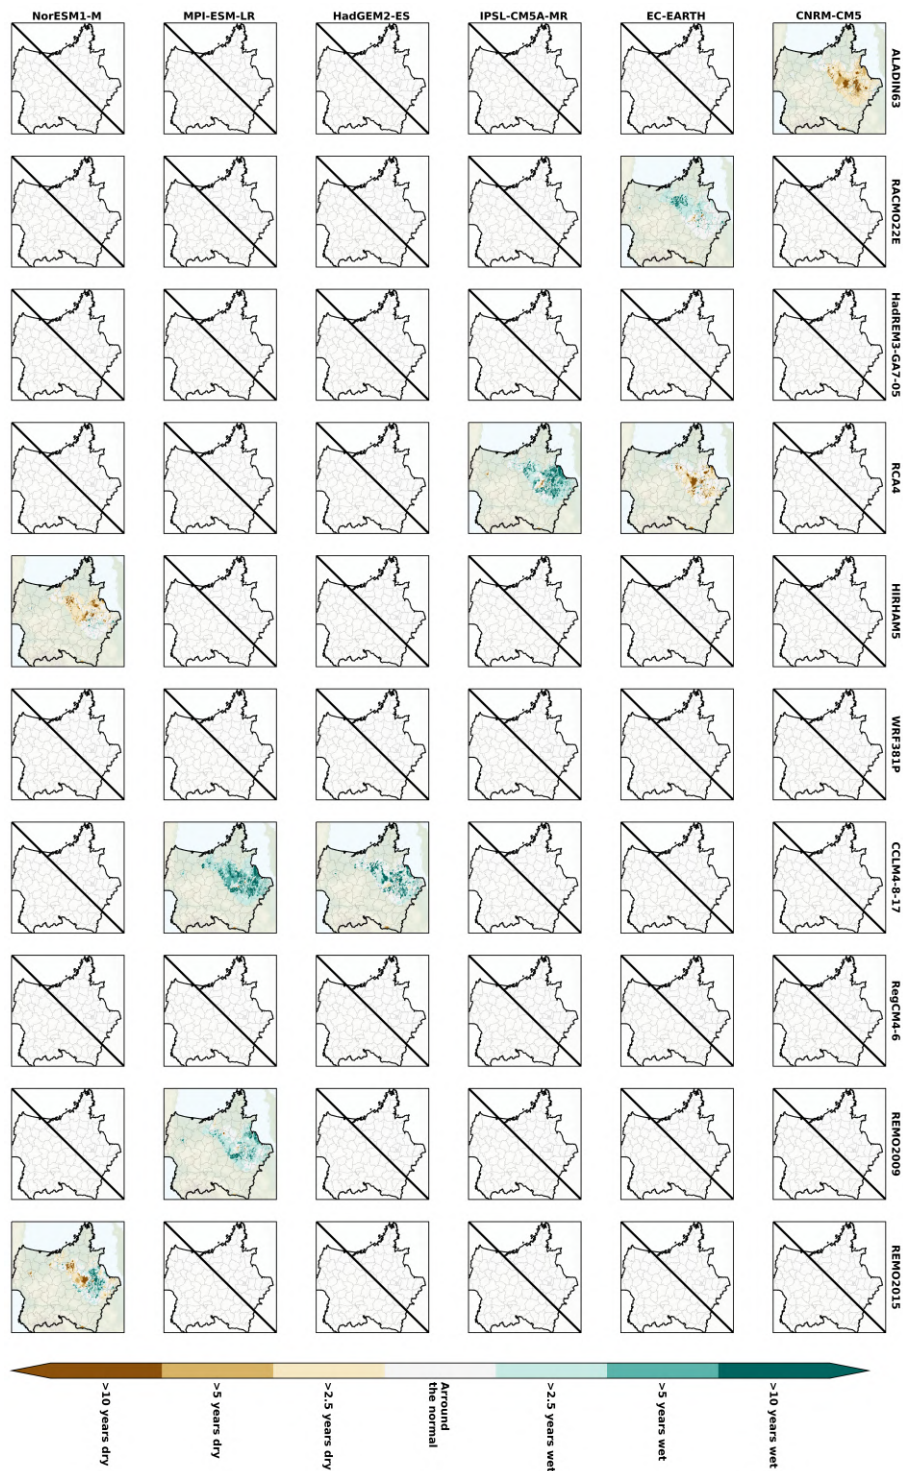 NorESM1-M
MPI-ESM-LR
HadGEM2-ES
IPSL-CM5A-MR
EC-EARTH
CNRM-CM5
ALADIN63
RACMO22E
HadREM3-GA7-05
RCA4
HIRHAM5
WRF381P
CCLM4-8-17
RegCM4-6
REMO2009
REMO2015
>10 years dry
>5 years dry
>2.5 years dry
Arround
the normal
>2.5 years wet
>5 years wet
>10 years wet